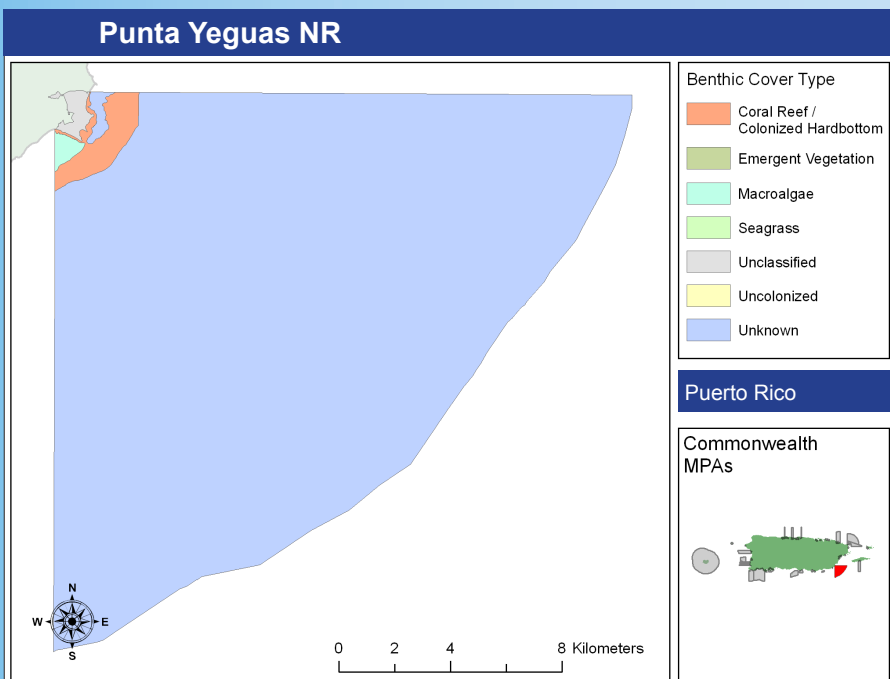 Punta Yeguas NR
Benthic Cover Type
Coral Reef /
Colonized Hardbottom
Emergent Vegetation
Macroalgae
Seagrass
Unclassified
Uncolonized
Unknown
Puerto Rico
Commonwealth
MPAs
N
W E
S
0 2 4 8 Kilometers